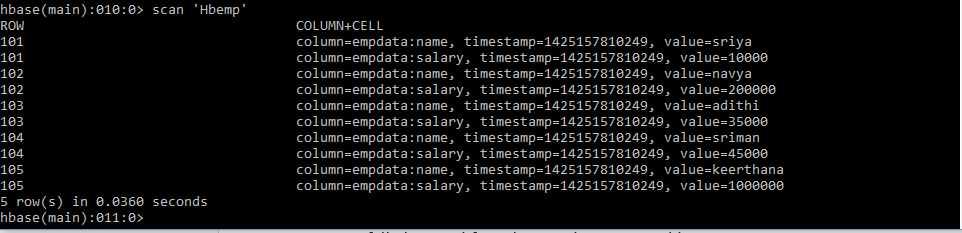 hbase(main):010:0> scan 'Hbemp'
ROW COLUMN+CELL
101 column=empdata:name, timestamp=1425157810249, value=sriya
101 column=empdata:salary, timestamp=1425157810249, value=10000
102 column=empdata:name, timestamp=1425157810249, value=navya
102 column=empdata:salary, timestamp=1425157810249, value=200000
103 column=empdata:name, timestamp=1425157810249, value=adithi
103 column=empdata:salary, timestamp=1425157810249, value=35000
104 column=empdata:name, timestamp=1425157810249, value=sriman
104 column=empdata:salary, timestamp=1425157810249, value=45000
105 column=empdata:name, timestamp=1425157810249, value=keerthana
105 column=empdata:salary, timestamp=1425157810249, value=1000000
5 row(s) in 0.0360 seconds
hbase(main):011:0>